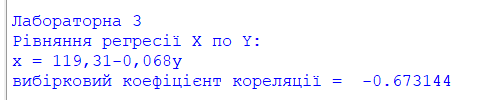 Лабораторна 3
Рівняння регресії X по Y:
x = 119,31-0,068y
вибірковий коефіцієнт кореляції =  -0.673144